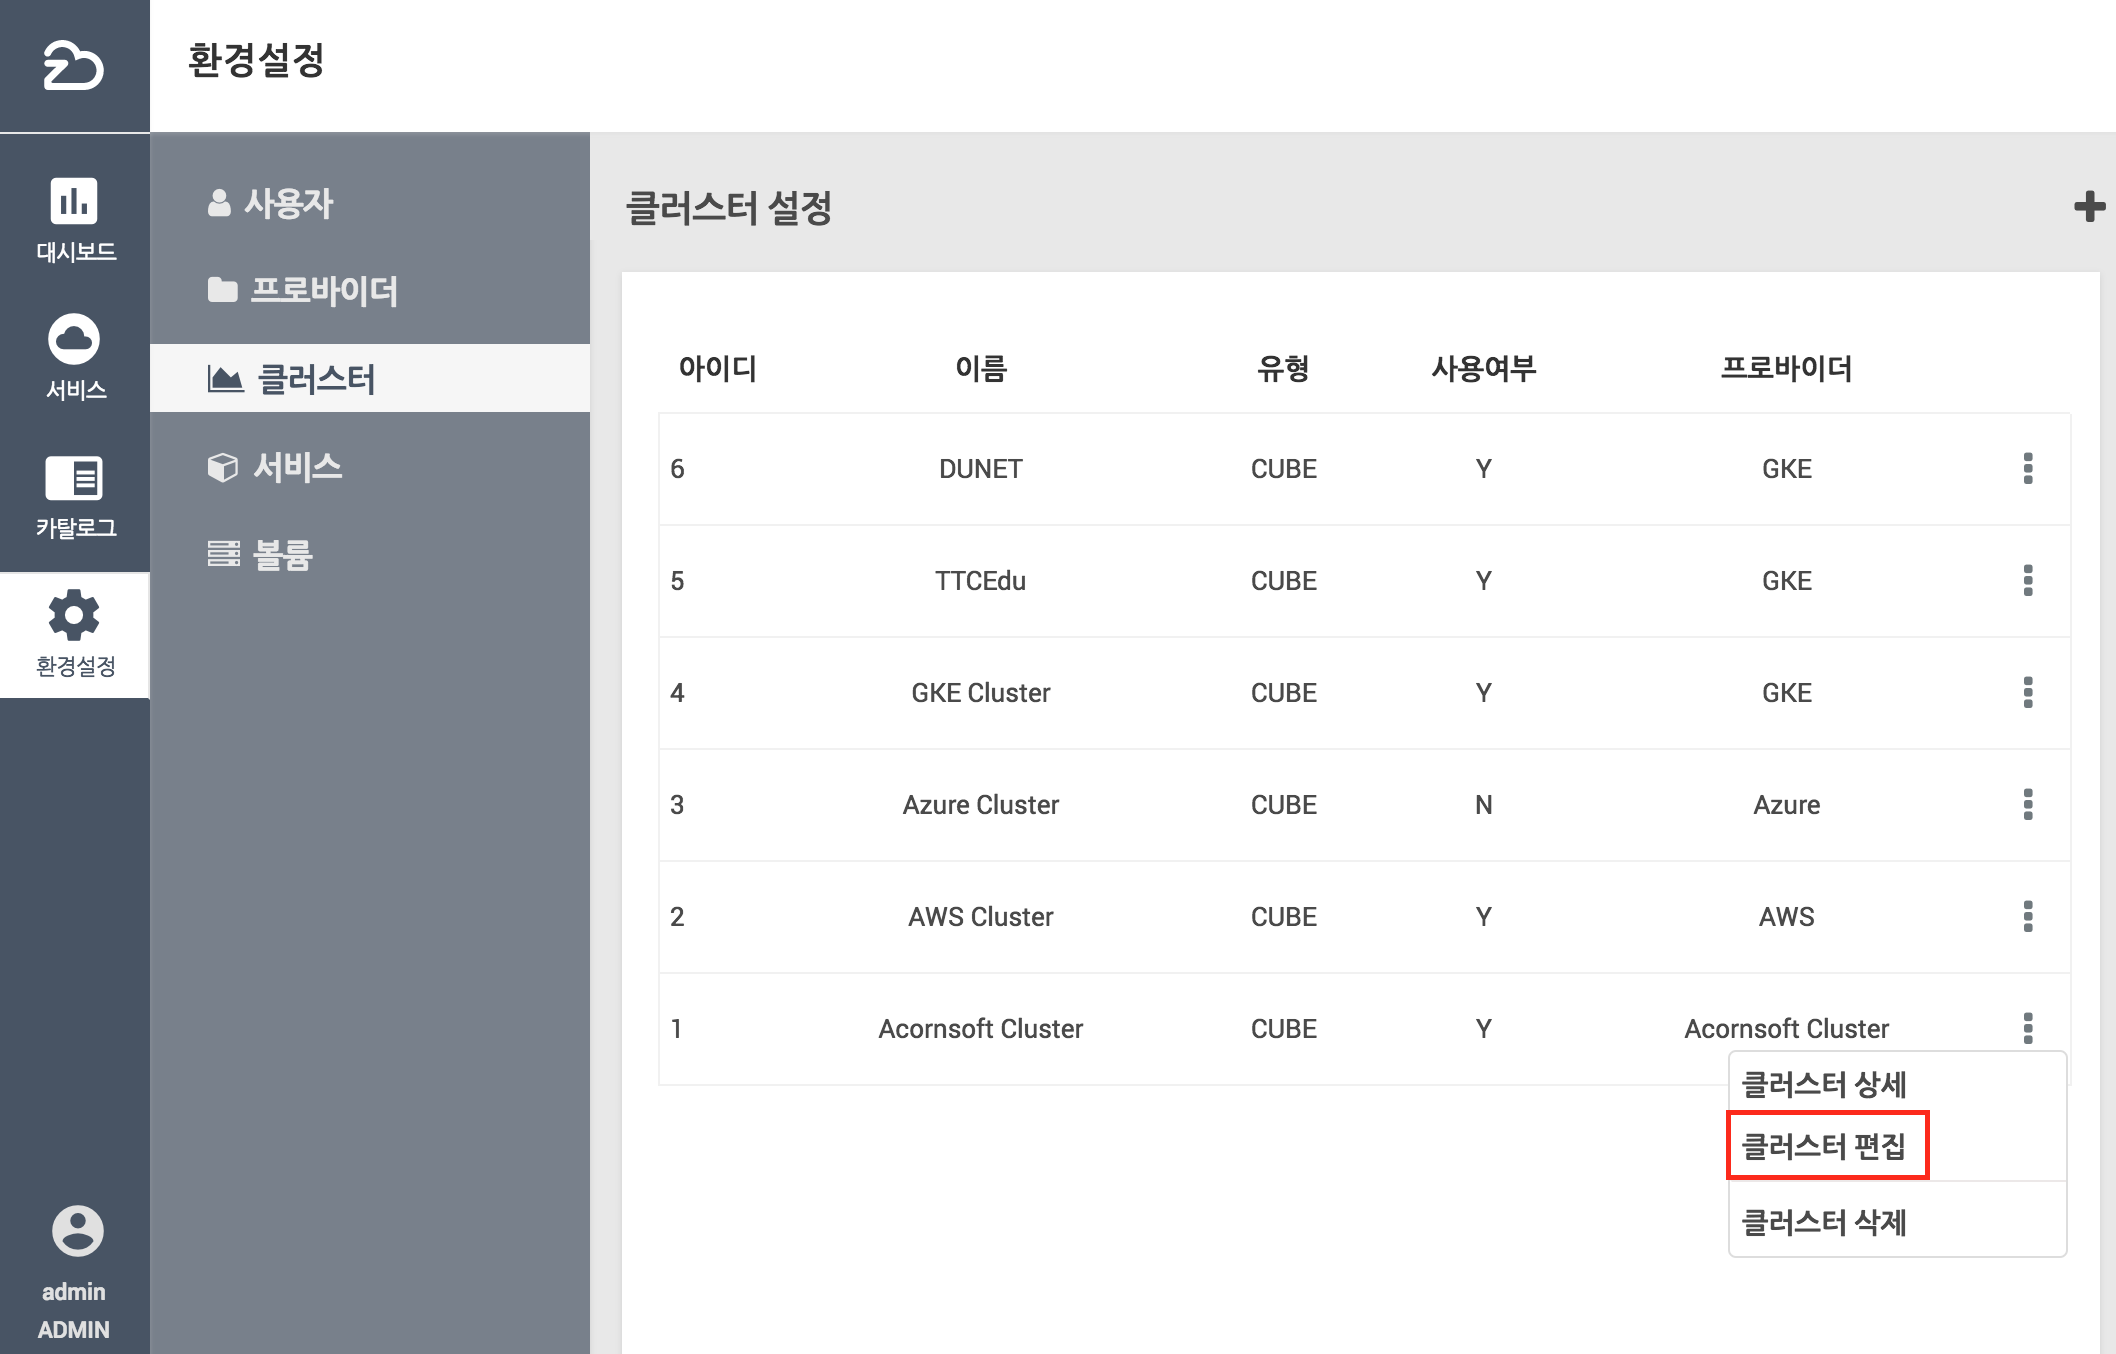 환경설정
대시보드
서비스
카탈로그
환경설정
admin
ADMIN
사용자
프로바이더
클러스터
서비스
볼륨
클러스터 설정
아이디 이름 유형 사용여부 프로바이더
6 DUNET CUBE Y GKE
5 TTCEdu CUBE Y GKE
4 GKE Cluster CUBE Y GKE
3 Azure Cluster CUBE N Azure
2 AWS Cluster CUBE Y AWS
1 Acornsoft Cluster CUBE Y Acornsoft Cluster
클러스터 상세
클러스터 편집
클러스터 삭제